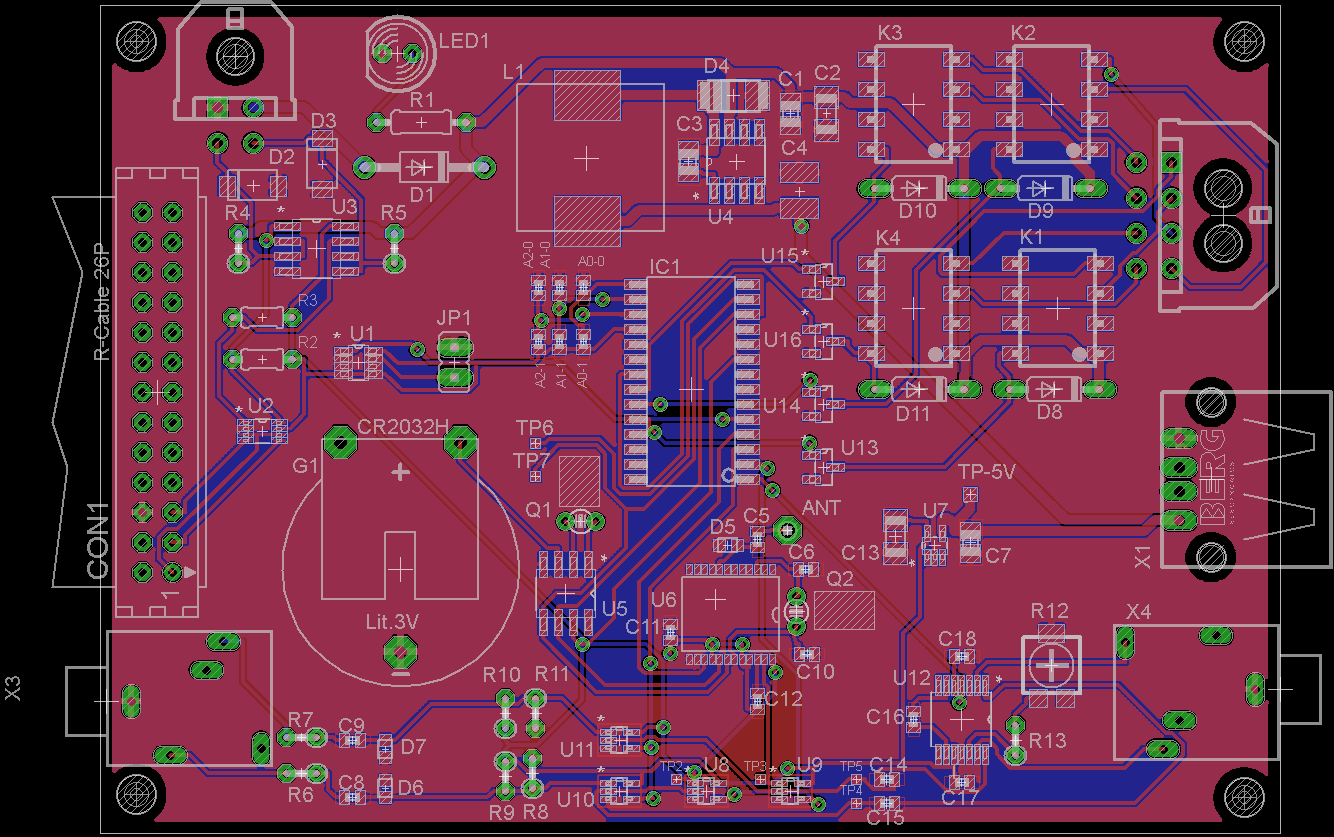 LED1
K3
K2
L1
D4
C1
C2
R1
D3
C3
C4
D2
D1
U4
R4
U3
R5
D10
D9
R-Cable 26P
A2-0
A1-0
A0-0
IC1
U15
K4
K1
R3
JP1
U1
R2
U16
A2-1
A1-1
A0-1
U2
U14
D11
D8
CR2032H
G1
+
TP6
TP7
U13
TP-5V
BERG
CON1
Q1
ANT
D5
C5
U7
C13
C7
X1
C6
Q2
1
U5
U6
Lit.3V
C11
R12
X4
C18
C10
X3
R10
R11
U12
C12
C16
R7
C9
D7
U11
R13
TP2
U8
TP3
U9
TP5
C14
R6
C8
D6
U10
TP4
C17
R9
R8
C15